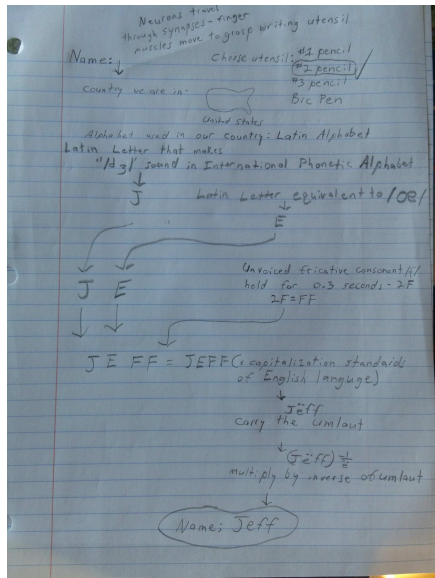 Neurons travel
through synapses - finger
muscles move to grasp writing utensil
Name:
Choose utensil: #1 pencil
#2 pencil
#3 pencil
Bic Pen
Country we are in:
United States
Alphabet used in our country: Latin Alphabet
Latin Letter that makes
"/dʒ/" sound in International Phonetic Alphabet
J
Latin Letter equivalent to /oe/
E
J E
Unvoiced fricative consonant /f/
hold for 0.3 seconds - 2F
2F = FF
J E FF = JEFF (capitalization standards
of English languge)
Jëff
Carry the umlaut
(Jëff) 1/ë
multiply by inverse of umlaut
Name; Jeff